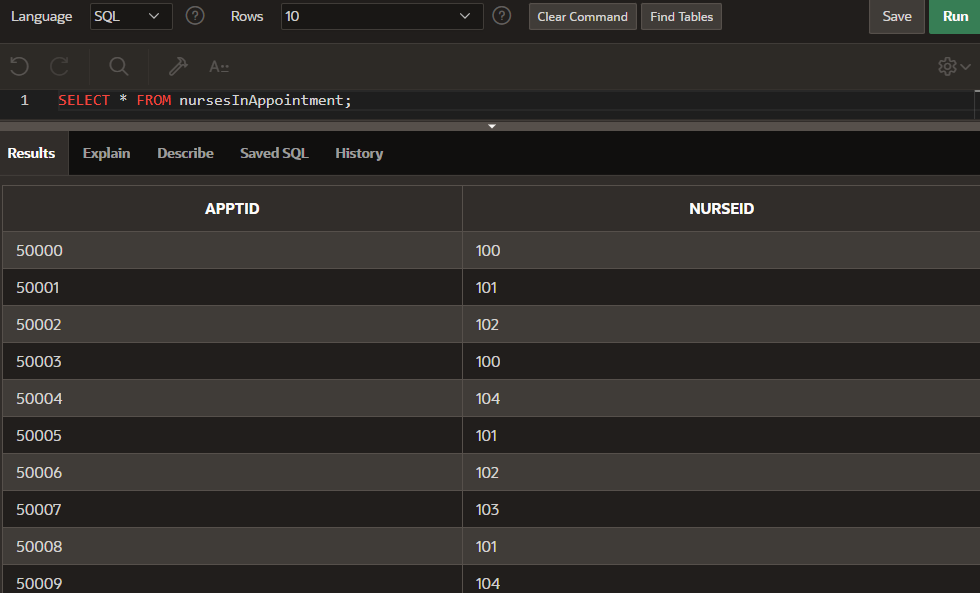 Language SQL ? Rows 10 ? Clear Command Find Tables Save Run
A::
1 SELECT * FROM nursesInAppointment;
Results Explain Describe Saved SQL History
APPTID NURSEID
50000 100
50001 101
50002 102
50003 100
50004 104
50005 101
50006 102
50007 103
50008 101
50009 104